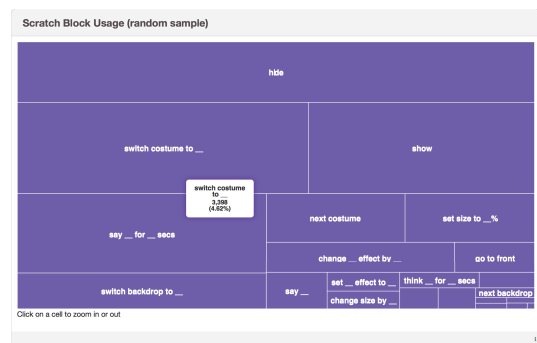 Scratch Block Usage (random sample)
hide
switch costume to __
show
switch costume
to __
3,398
(4.62%)
say __ for __ secs
next costume
set size to __%
change __ effect by __
go to front
switch backdrop to __
say __
set __ effect to __
think __ for __ secs
change size by __
next backdrop
Click on a cell to zoom in or out